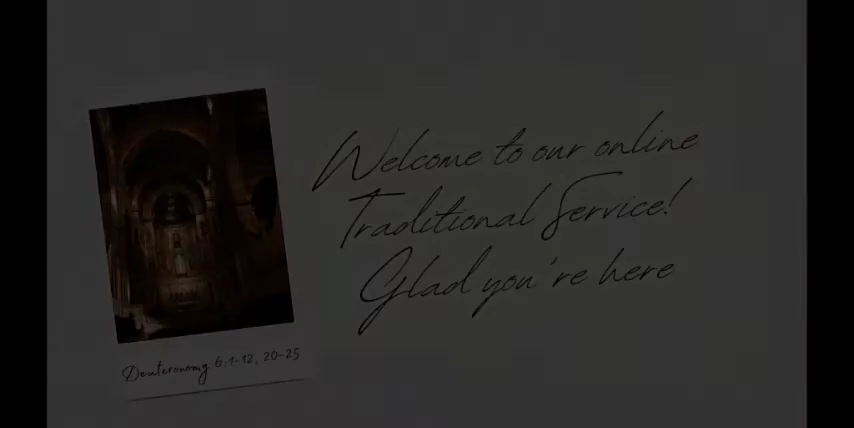 Welcome to our online
Traditional Service!
Glad you're here
Deuteronomy 6:1-12, 20-25